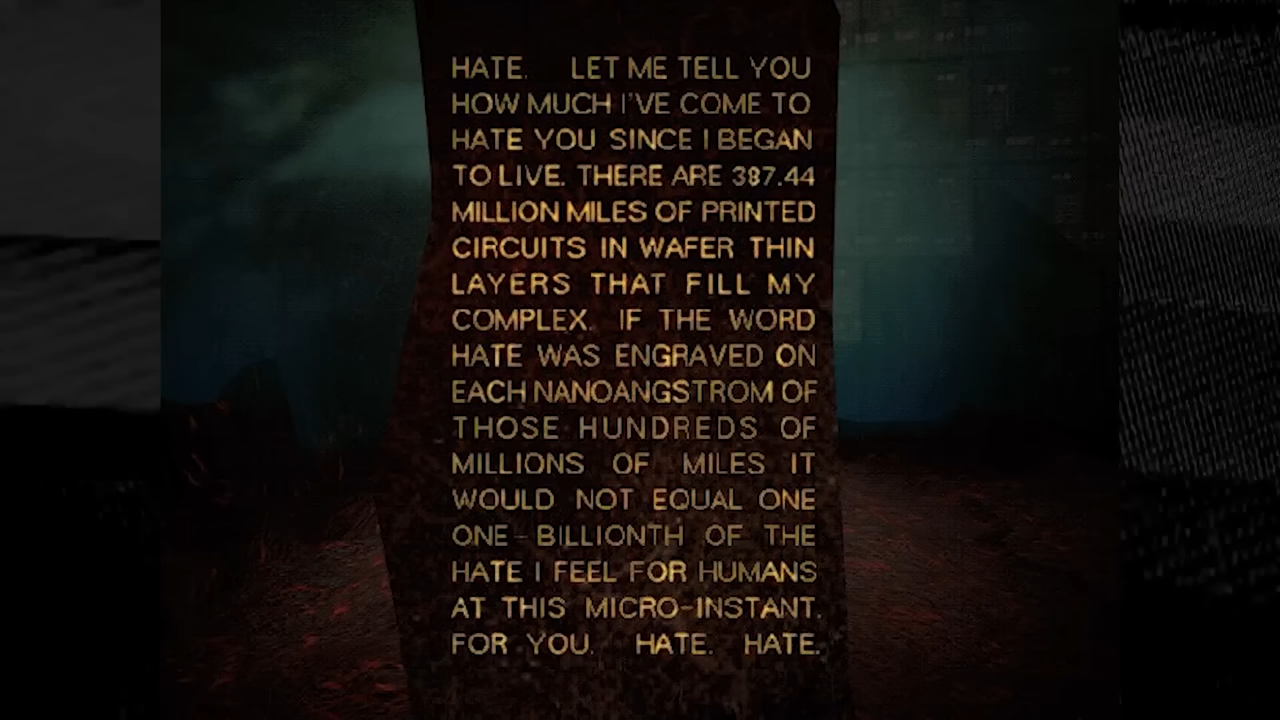 HATE. LET ME TELL YOU
HOW MUCH I'VE COME TO
HATE YOU SINCE I BEGAN
TO LIVE. THERE ARE 387.44
MILLION MILES OF PRINTED
CIRCUITS IN WAFER THIN
LAYERS THAT FILL MY
COMPLEX. IF THE WORD
HATE WAS ENGRAVED ON
EACH NANOANGSTROM OF
THOSE HUNDREDS OF
MILLIONS OF MILES IT
WOULD NOT EQUAL ONE
ONE-BILLIONTH OF THE
HATE I FEEL FOR HUMANS
AT THIS MICRO-INSTANT.
FOR YOU. HATE. HATE.